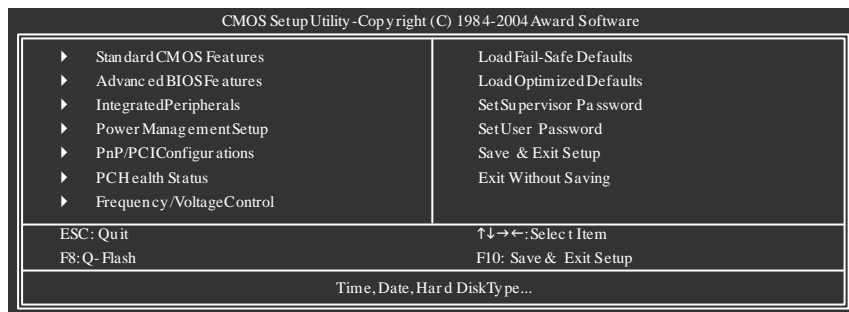 CMOS Setup Utility-Copyright (C) 1984-2004 Award Software
Standard CMOS Features
Advanced BIOS Features
Integrated Peripherals
Power Management Setup
PnP/PCI Configurations
PC Health Status
Frequency/Voltage Control
Load Fail-Safe Defaults
Load Optimized Defaults
Set Supervisor Password
Set User Password
Save & Exit Setup
Exit Without Saving
ESC: Quit
↑↓→←: Select Item
F8: Q-Flash
F10: Save & Exit Setup
Time, Date, Hard Disk Type...